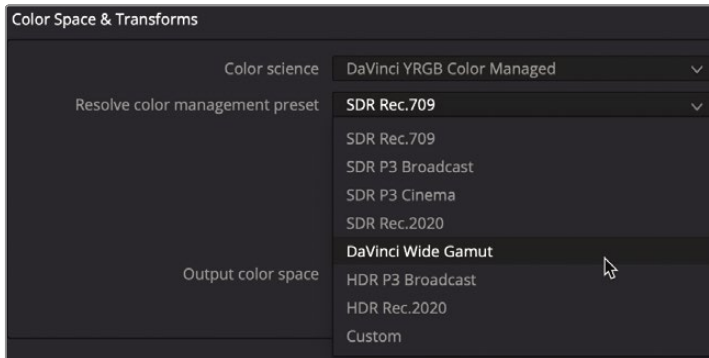 Color Space & Transforms
Color science DaVinci YRGB Color Managed
Resolve color management preset SDR Rec.709
SDR Rec.709
SDR P3 Broadcast
SDR P3 Cinema
SDR Rec.2020
DaVinci Wide Gamut
Output color space HDR P3 Broadcast
HDR Rec.2020
Custom